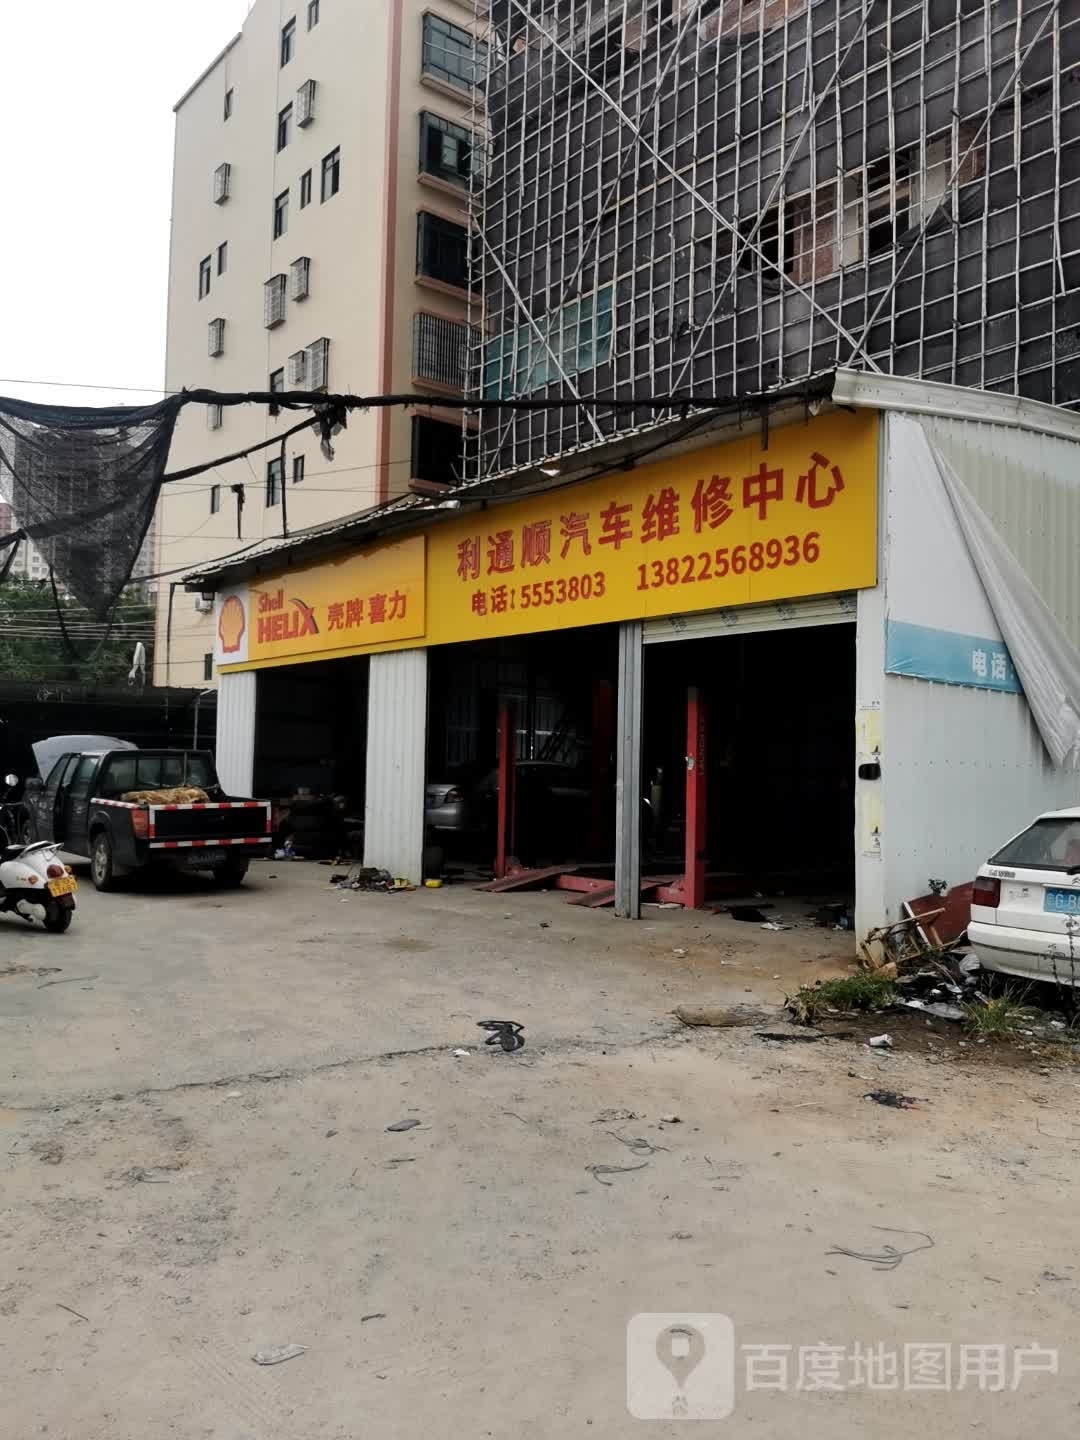 利通顺汽车维修中心
电话:5553803 13822568936
Shell
HELIX 壳牌喜力
电话
百度地图用户